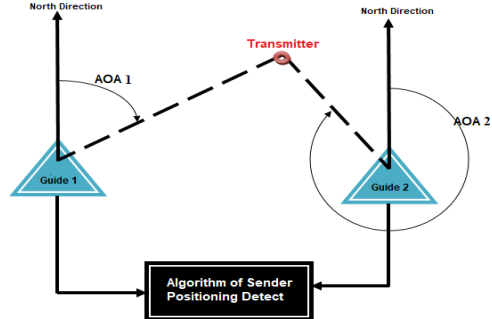 North Direction
North Direction
Transmitter
AOA 1
AOA 2
Guide 1
Guide 2
Algorithm of Sender
Positioning Detect